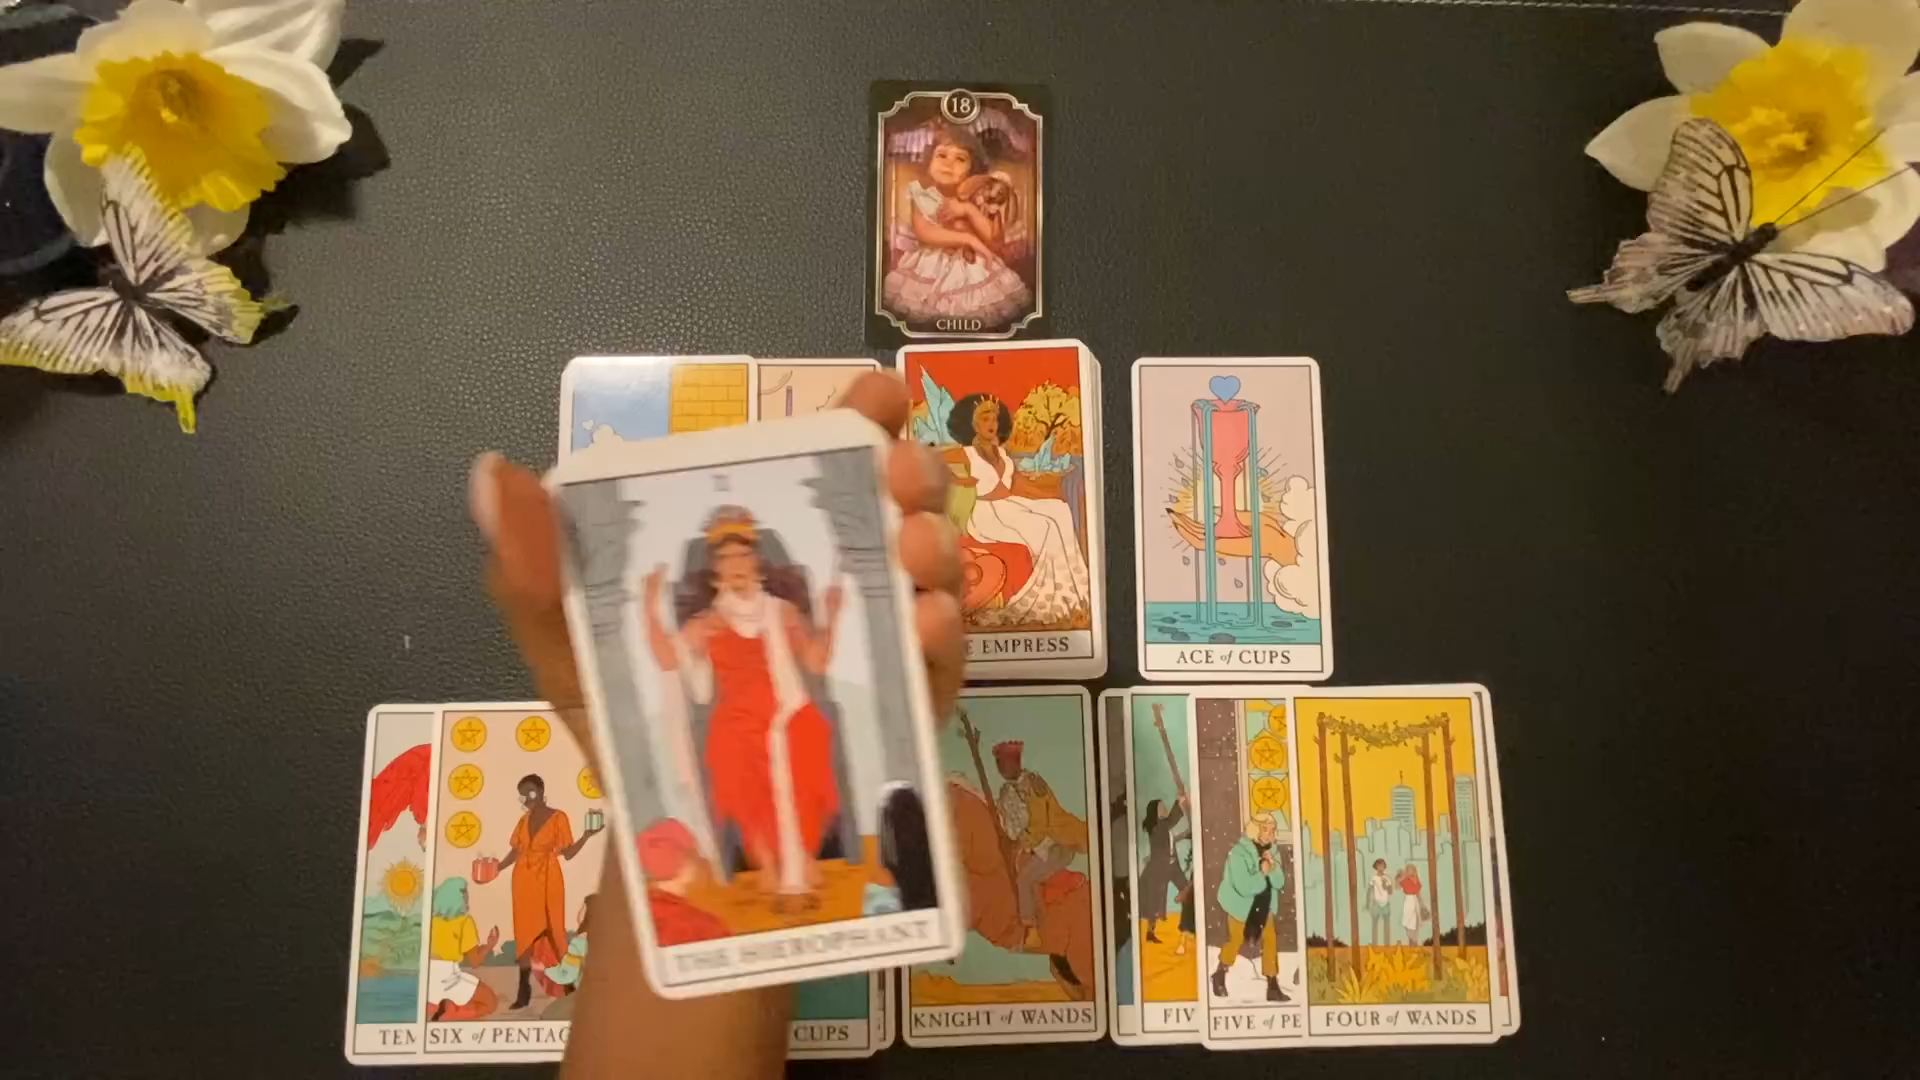 18
CHILD
E EMPRESS
ACE of CUPS
THE HIEROPHANT
TEM
SIX of PENTAC
CUPS
KNIGHT of WANDS
FIV
FIVE of PE
FOUR of WANDS